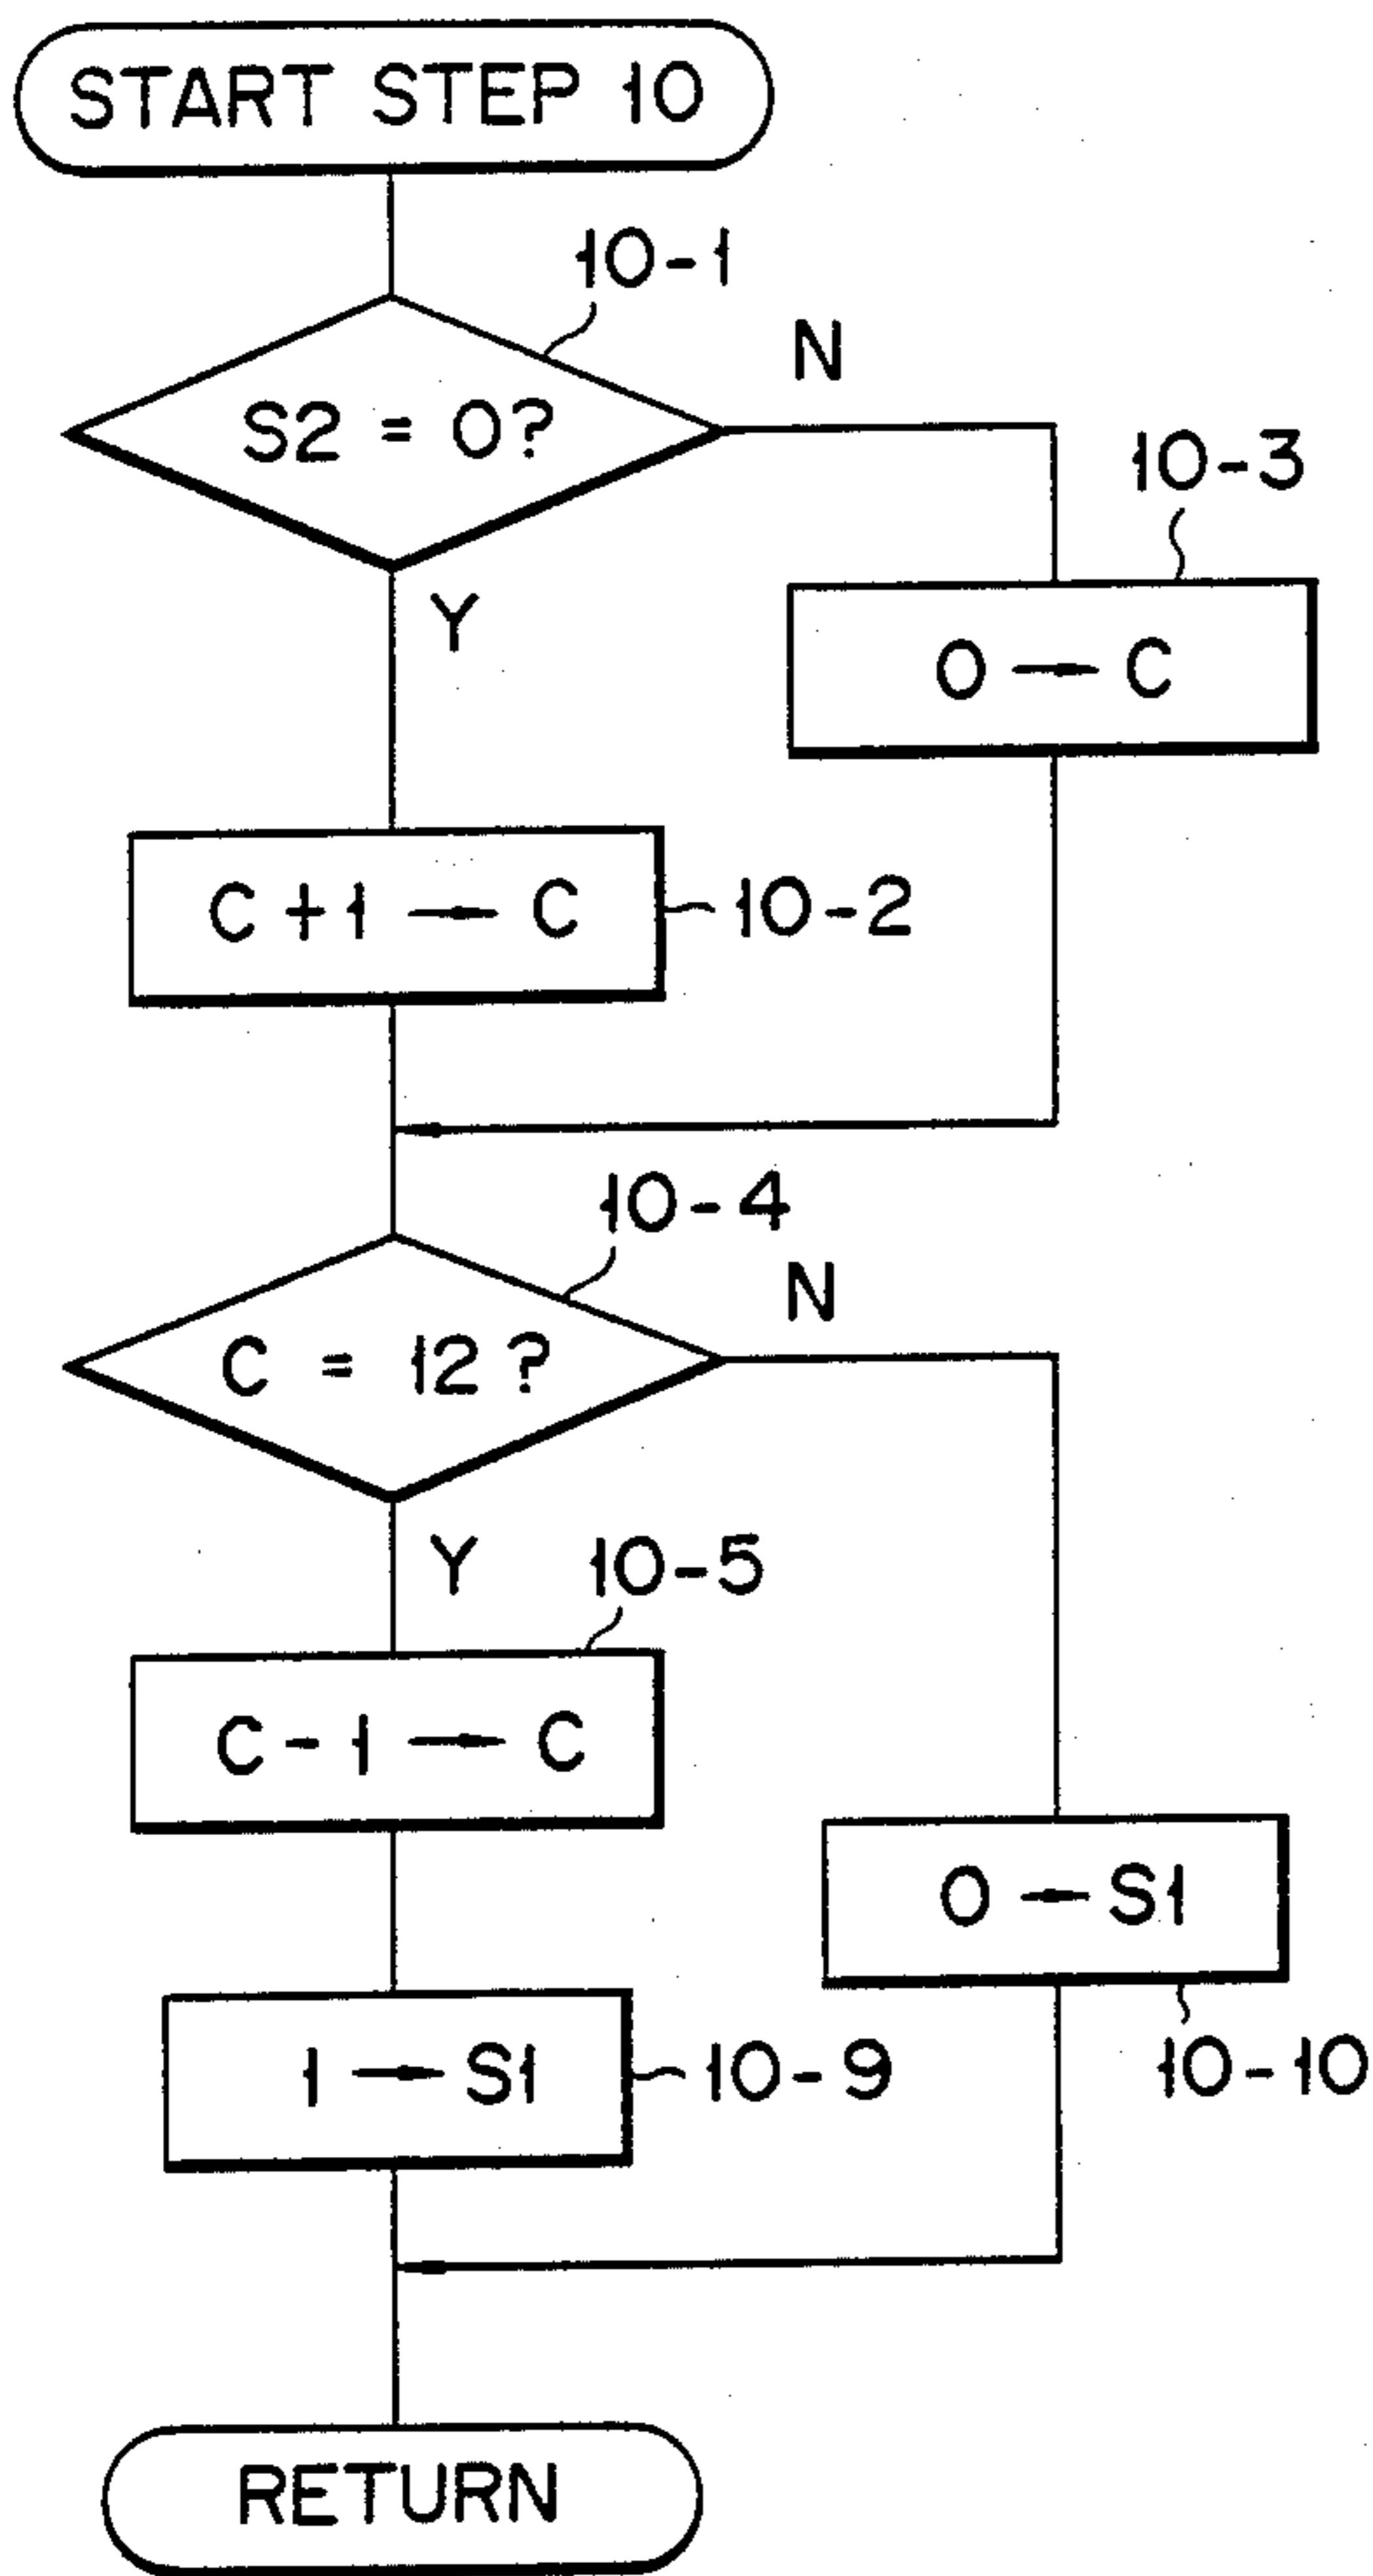 START STEP 10
10-1
N
S2 = 0?
10-3
Y
0 → C
C + 1 → C
10-2
10-4
N
C = 12 ?
Y
10-5
C - 1 → C
0 → S1
1 → S1
10-9
10-10
RETURN